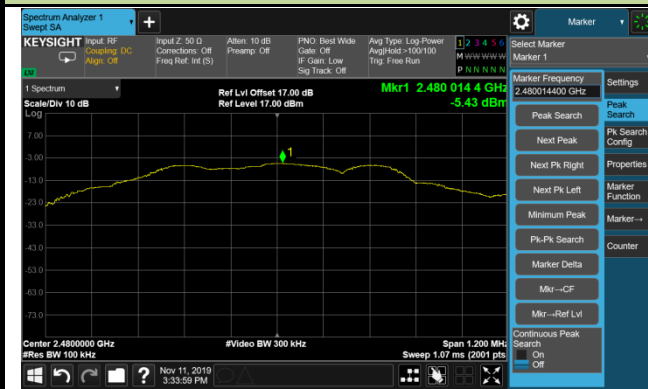 Spectrum Analyzer 1
Swept SA
+
Marker
KEYSIGHT
Input: RF
Coupling: DC
Align: Off
Input Z: 50 Ω
Corrections: Off
Freq Ref: Int (S)
Atten: 10 dB
Preamp: Off
PNO: Best Wide
Gate: Off
IF Gain: Low
Sig Track: Off
Avg Type: Log-Power
Avg|Hold >100/100
Trig: Free Run
1 2 3 4 5 6
M W W W W W
P N N N N N
Select Marker
Marker 1
1 Spectrum
Scale/Div 10 dB
Log
Ref Lvl Offset 17.00 dB
Ref Level 17.00 dBm
Mkr1 2.480 014 4 GHz
-5.43 dBm
7.00
-3.00
-13.0
-23.0
-33.0
-43.0
-53.0
-63.0
-73.0
1
Center 2.4800000 GHz
#Res BW 100 kHz
#Video BW 300 kHz
Span 1.200 MHz
Sweep 1.07 ms (2001 pts)
Marker Frequency
2.480014400 GHz
Peak Search
Next Peak
Next Pk Right
Next Pk Left
Minimum Peak
Pk-Pk Search
Marker Delta
Mkr→CF
Mkr→Ref Lvl
Continuous Peak
Search
On
Off
Settings
Peak
Search
Pk Search
Config
Properties
Marker
Function
Marker→
Counter
?
Nov 11, 2019
3:33:59 PM